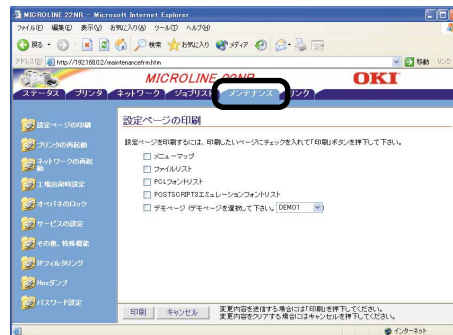 MICROLINE 22NR - Microsoft Internet Explorer
ファイル(F) 編集(E) 表示(V) お気に入り(A) ツール(T) ヘルプ(H)
戻る 検索 お気に入り メディア
アドレス(D) http://192.168.0.2/maintenancefrm.htm 移動 リンク
MICROLINE 22NR OKI
ステータス プリンタ ネットワーク ジョブリスト メンテナンス リンク
設定ページの印刷
プリンタの再起動
ネットワークの再起動
工場出荷時設定
オペパネのロック
サービスの設定
その他、特殊機能
IPフィルタリング
Hexダンプ
パスワード設定
設定ページの印刷
設定ページを印刷するには、印刷したいページにチェックを入れて「印刷」ボタンを押下して下さい。
メニューマップ
ファイルリスト
PCLフォントリスト
POSTSCRIPT3エミュレーションフォントリスト
デモページ (デモページを選択して下さい。 DEMO1 )
印刷 キャンセル 変更内容を送信する場合には「印刷」を押下してください。
変更内容をクリアする場合にはキャンセルを押下してください。
インターネット